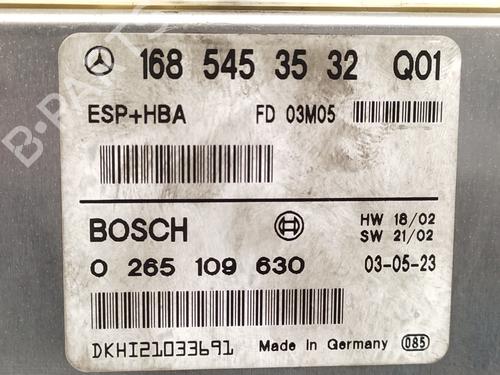 168 545 35 32 Q01
ESP+HBA FD 03M05
BOSCH HW 18/02
SW 21/02
0 265 109 630 03-05-23
DKHI21033691 Made in Germany 085
B-PARTS